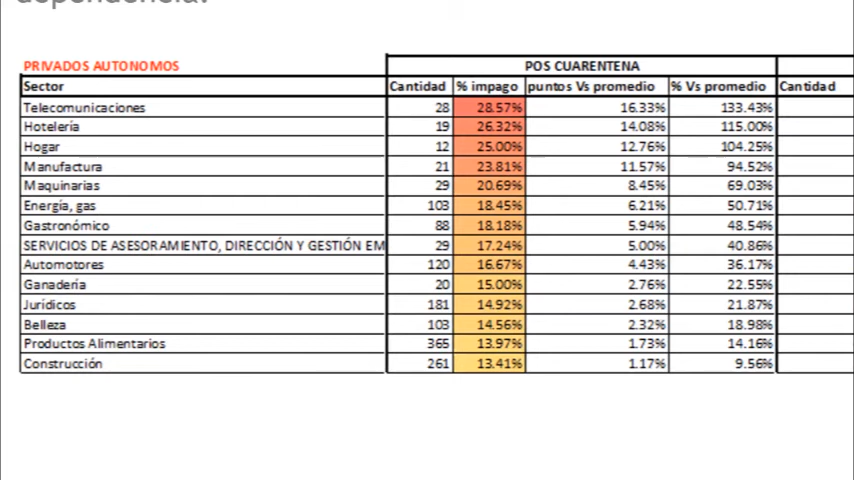 dependencia?
PRIVADOS AUTONOMOS POS CUARENTENA
Sector Cantidad % impago puntos Vs promedio % Vs promedio Cantidad
Telecomunicaciones 28 28.57% 16.33% 133.43%
Hotelería 19 26.32% 14.08% 115.00%
Hogar 12 25.00% 12.76% 104.25%
Manufactura 21 23.81% 11.57% 94.52%
Maquinarias 29 20.69% 8.45% 69.03%
Energía, gas 103 18.45% 6.21% 50.71%
Gastronómico 88 18.18% 5.94% 48.54%
SERVICIOS DE ASESORAMIENTO, DIRECCIÓN Y GESTIÓN EM 29 17.24% 5.00% 40.86%
Automotores 120 16.67% 4.43% 36.17%
Ganadería 20 15.00% 2.76% 22.55%
Jurídicos 181 14.92% 2.68% 21.87%
Belleza 103 14.56% 2.32% 18.98%
Productos Alimentarios 365 13.97% 1.73% 14.16%
Construcción 261 13.41% 1.17% 9.56%